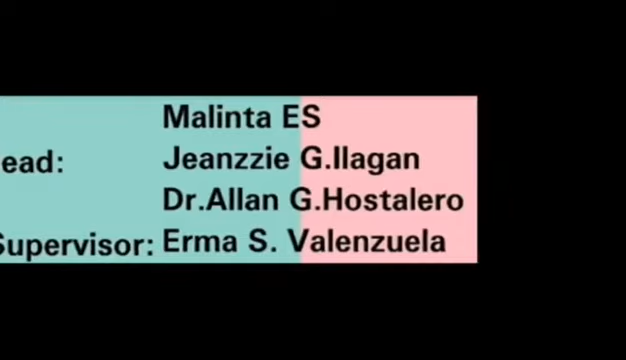 Malinta ES
ead: Jeanzzie G.Ilagan
Dr.Allan G.Hostalero
Supervisor: Erma S. Valenzuela